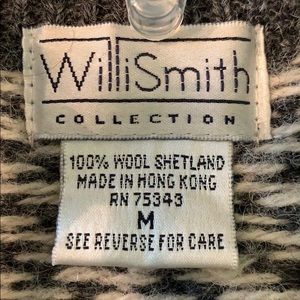 WilliSmith
COLLECTION
100% WOOL SHETLAND
MADE IN HONG KONG
RN 75343
M
SEE REVERSE FOR CARE